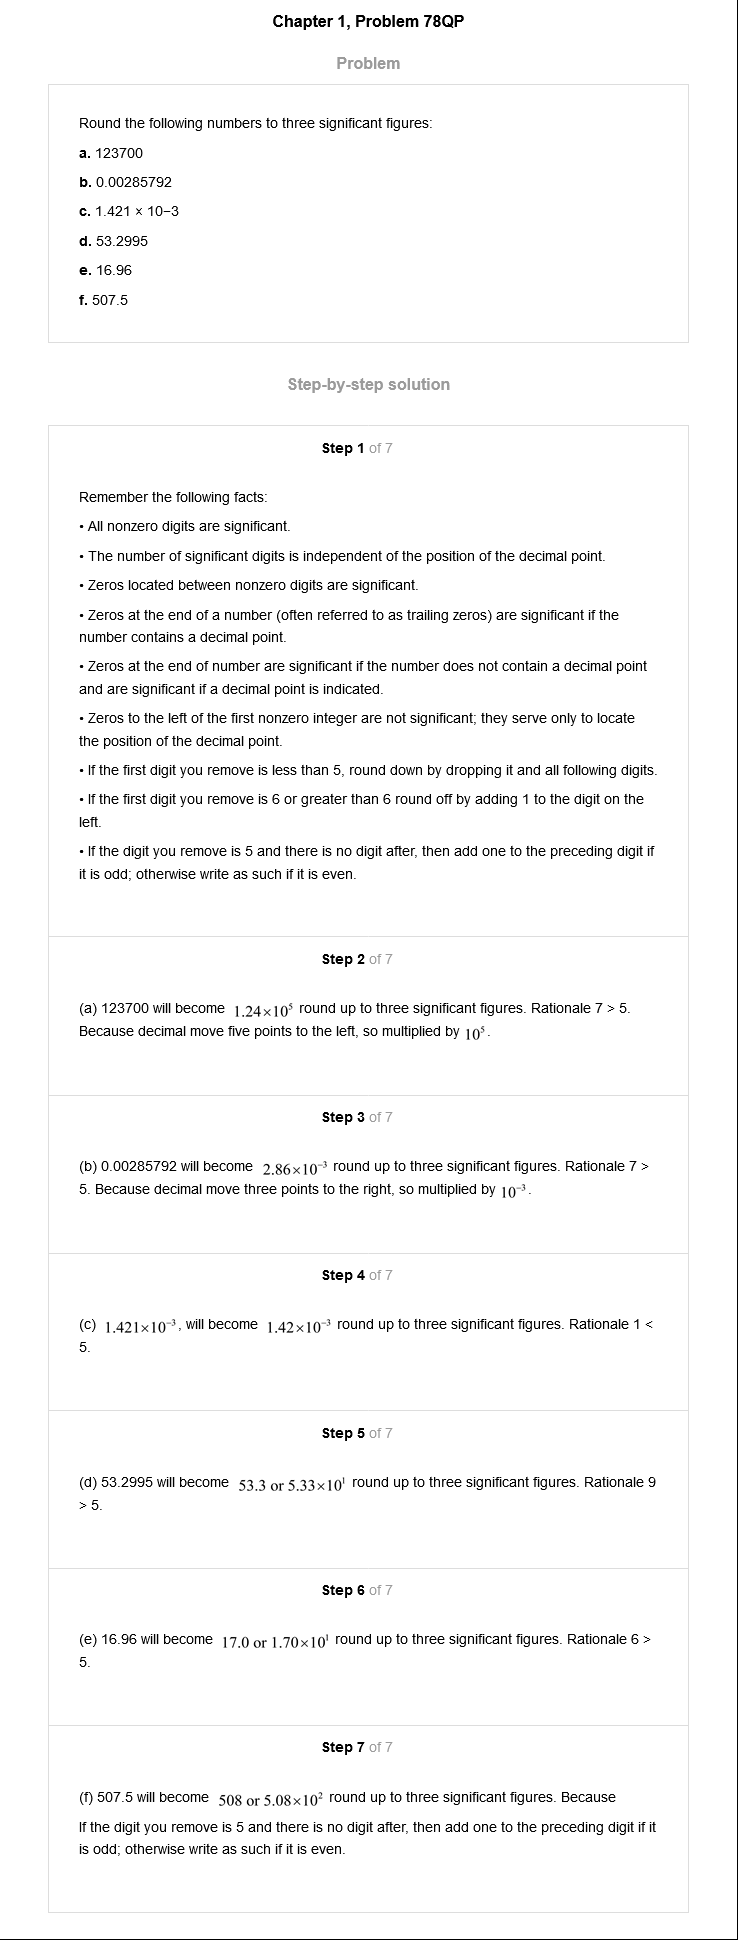 Chapter 1, Problem 78QP
Problem
Round the following numbers to three significant figures:
a. 123700
b. 0.00285792
c. 1.421 × 10−3
d. 53.2995
e. 16.96
f. 507.5
Step-by-step solution
Step 1 of 7
Remember the following facts:
• All nonzero digits are significant.
• The number of significant digits is independent of the position of the decimal point.
• Zeros located between nonzero digits are significant.
• Zeros at the end of a number (often referred to as trailing zeros) are significant if the
number contains a decimal point.
• Zeros at the end of number are significant if the number does not contain a decimal point
and are significant if a decimal point is indicated.
• Zeros to the left of the first nonzero integer are not significant; they serve only to locate
the position of the decimal point.
• If the first digit you remove is less than 5, round down by dropping it and all following digits.
• If the first digit you remove is 6 or greater than 6 round off by adding 1 to the digit on the
left.
• If the digit you remove is 5 and there is no digit after, then add one to the preceding digit if
it is odd; otherwise write as such if it is even.
Step 2 of 7
(a) 123700 will become 1.24×10⁵ round up to three significant figures. Rationale 7 > 5.
Because decimal move five points to the left, so multiplied by 10⁵.
Step 3 of 7
(b) 0.00285792 will become 2.86×10⁻³ round up to three significant figures. Rationale 7 >
5. Because decimal move three points to the right, so multiplied by 10⁻³.
Step 4 of 7
(c) 1.421×10⁻³, will become 1.42×10⁻³ round up to three significant figures. Rationale 1 <
5.
Step 5 of 7
(d) 53.2995 will become 53.3 or 5.33×10¹ round up to three significant figures. Rationale 9
> 5.
Step 6 of 7
(e) 16.96 will become 17.0 or 1.70×10¹ round up to three significant figures. Rationale 6 >
5.
Step 7 of 7
(f) 507.5 will become 508 or 5.08×10² round up to three significant figures. Because
If the digit you remove is 5 and there is no digit after, then add one to the preceding digit if it
is odd; otherwise write as such if it is even.